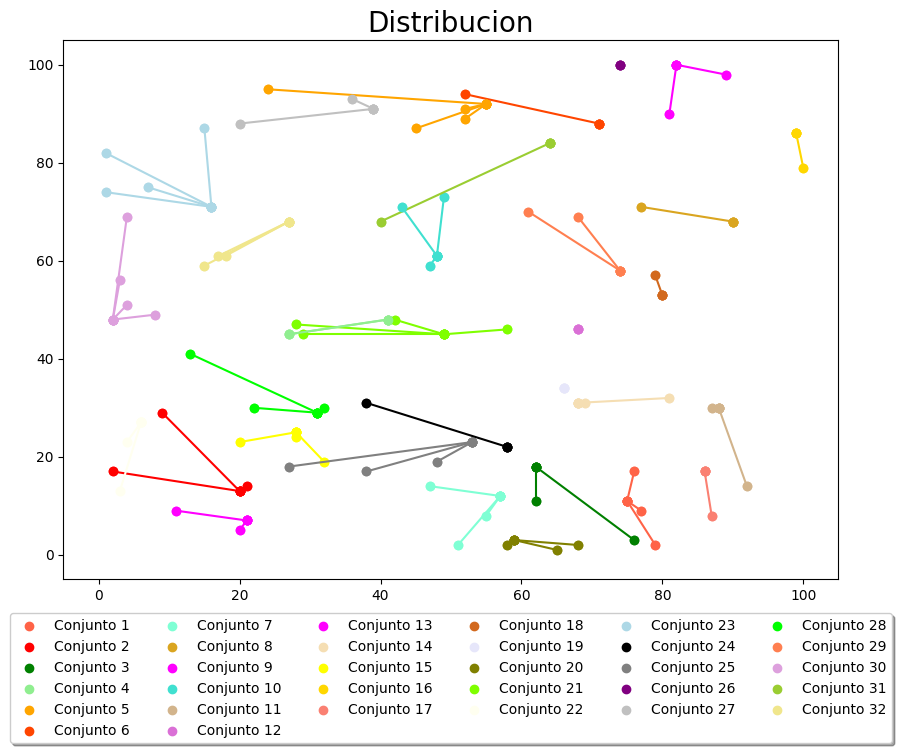 Distribucion
100
80
60
40
20
0
0 20 40 60 80 100
Conjunto 1 Conjunto 7 Conjunto 13 Conjunto 18 Conjunto 23 Conjunto 28
Conjunto 2 Conjunto 8 Conjunto 14 Conjunto 19 Conjunto 24 Conjunto 29
Conjunto 3 Conjunto 9 Conjunto 15 Conjunto 20 Conjunto 25 Conjunto 30
Conjunto 4 Conjunto 10 Conjunto 16 Conjunto 21 Conjunto 26 Conjunto 31
Conjunto 5 Conjunto 11 Conjunto 17 Conjunto 22 Conjunto 27 Conjunto 32
Conjunto 6 Conjunto 12